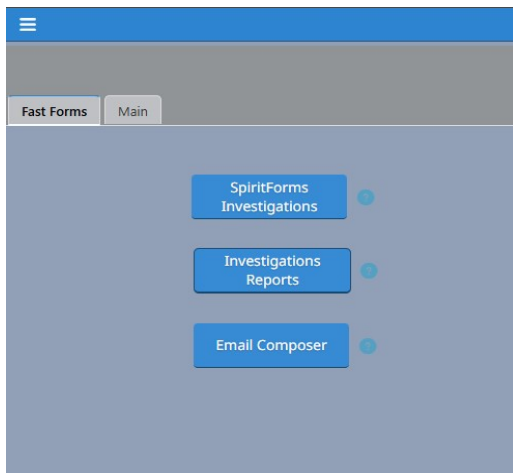 Fast Forms
Main
SpiritForms
Investigations
?
Investigations
Reports
?
Email Composer
?